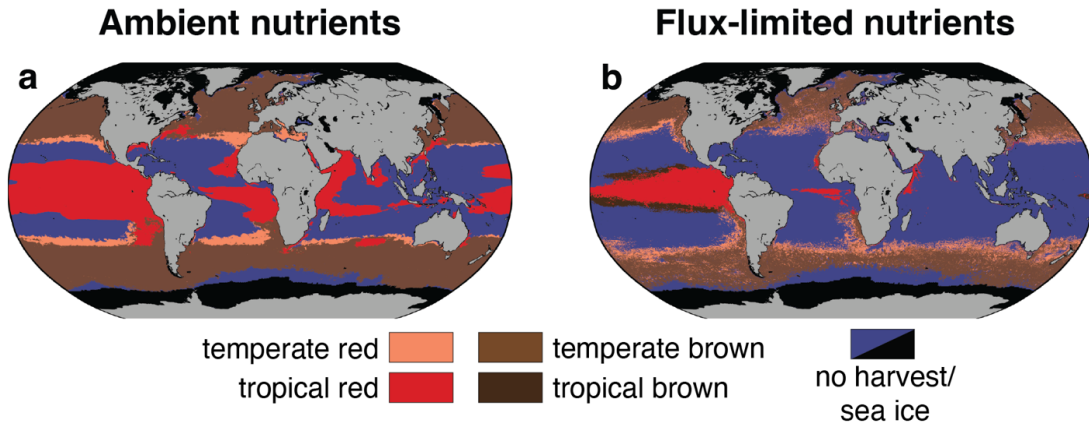 Ambient nutrients
Flux-limited nutrients
a
b
temperate red
temperate brown
tropical red
tropical brown
no harvest/
sea ice